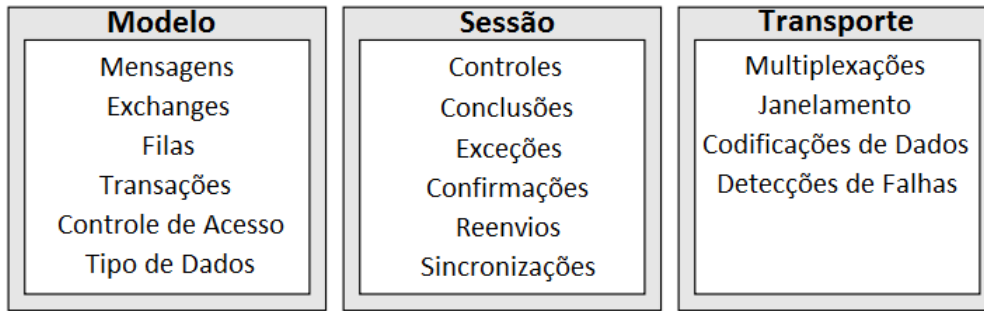 Modelo
Mensagens
Exchanges
Filas
Transações
Controle de Acesso
Tipo de Dados
Sessão
Controles
Conclusões
Exceções
Confirmações
Reenvios
Sincronizações
Transporte
Multiplexações
Janelamento
Codificações de Dados
Detecções de Falhas